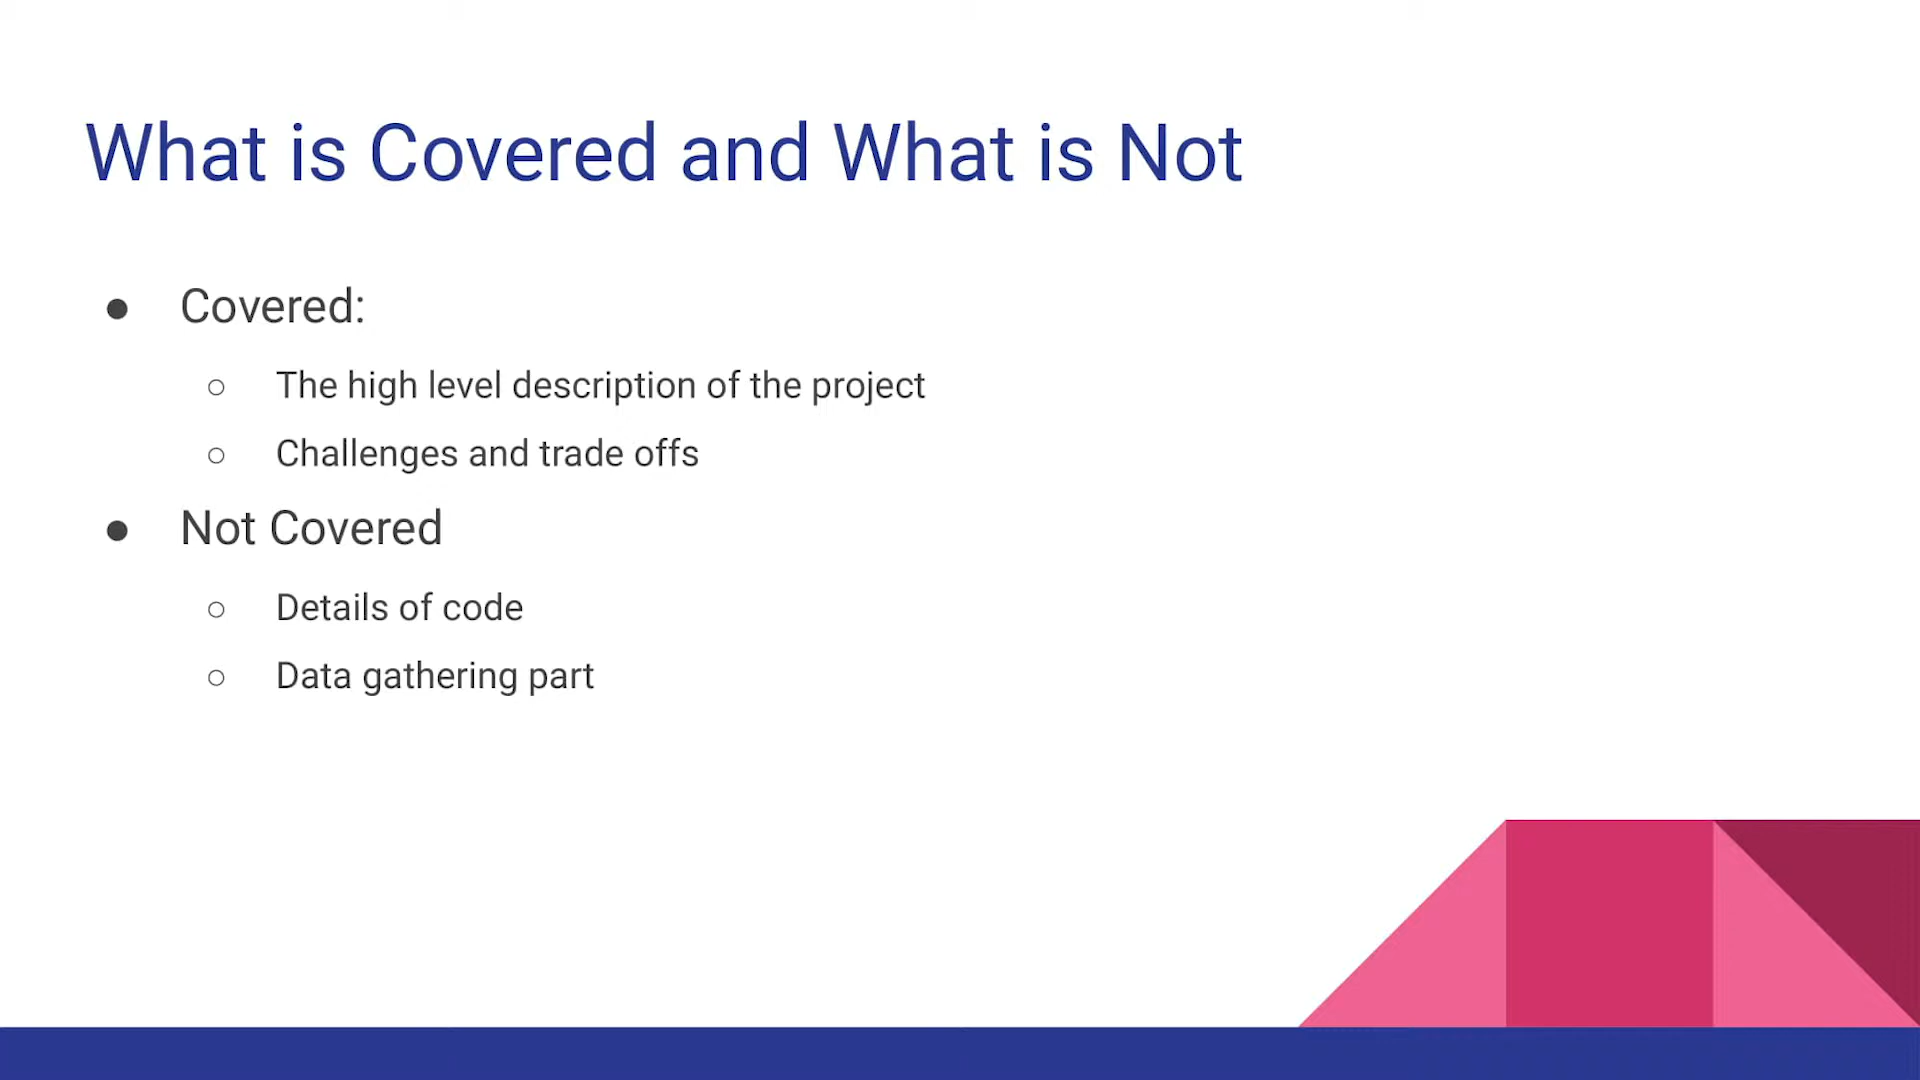 What is Covered and What is Not
● Covered:
○ The high level description of the project
○ Challenges and trade offs
● Not Covered
○ Details of code
○ Data gathering part